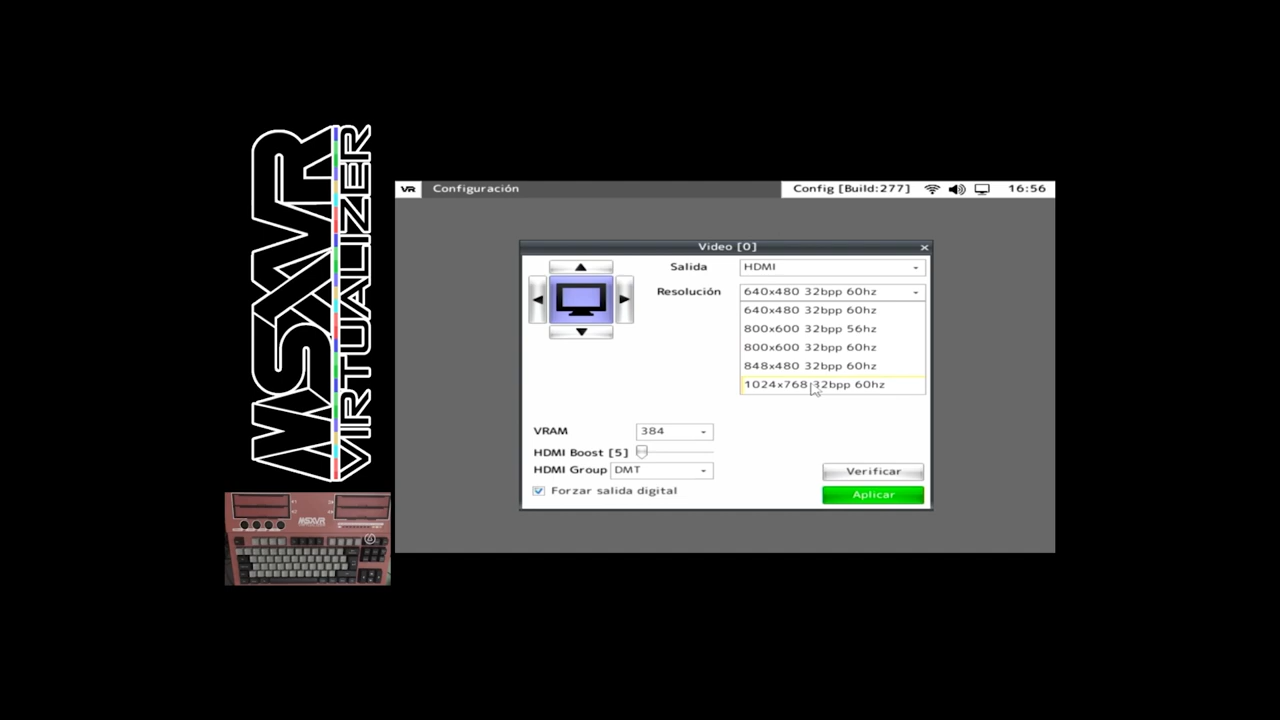 MSXVR
VIRTUALIZER
VR Configuración
Config [Build:277] 16:56
Video [0]
Salida HDMI
Resolución 640x480 32bpp 60hz
640x480 32bpp 60hz
800x600 32bpp 56hz
800x600 32bpp 60hz
848x480 32bpp 60hz
1024x768 32bpp 60hz
VRAM 384
HDMI Boost [5]
HDMI Group DMT
Verificar
Forzar salida digital
Aplicar
MSXVR